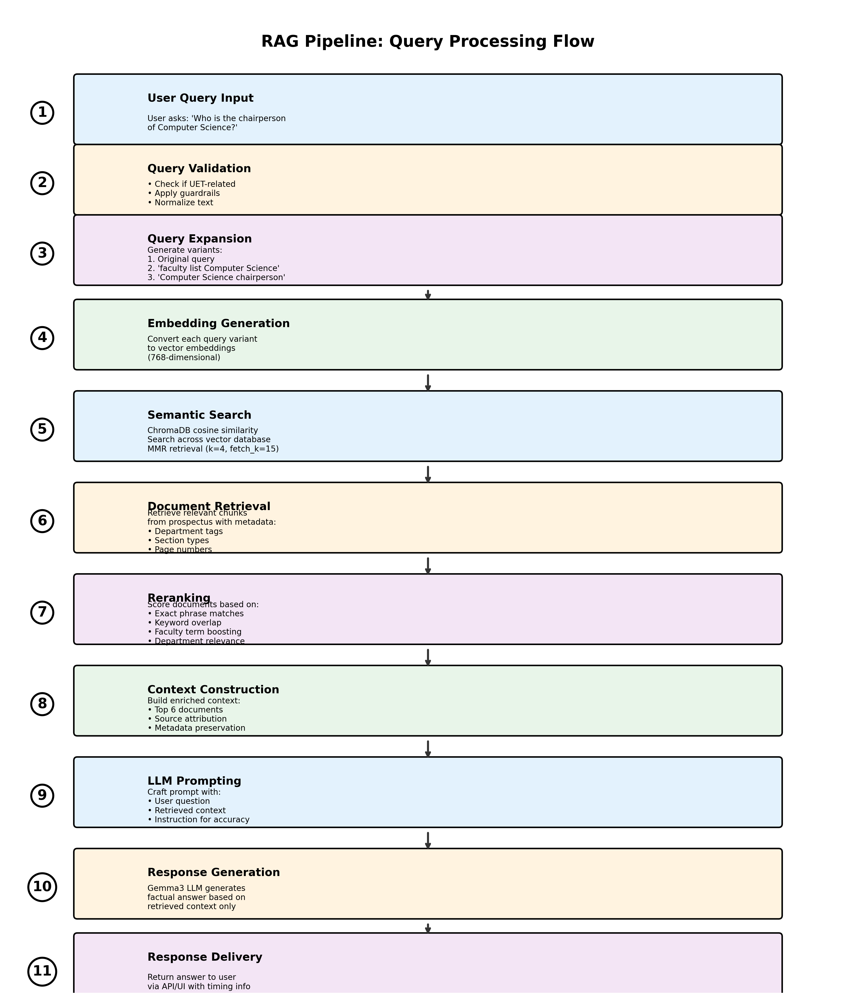 RAG Pipeline: Query Processing Flow
1
User Query Input
User asks: 'Who is the chairperson
of Computer Science?'
2
Query Validation
• Check if UET-related
• Apply guardrails
• Normalize text
3
Query Expansion
Generate variants:
1. Original query
2. 'faculty list Computer Science'
3. 'Computer Science chairperson'
4
Embedding Generation
Convert each query variant
to vector embeddings
(768-dimensional)
5
Semantic Search
ChromaDB cosine similarity
Search across vector database
MMR retrieval (k=4, fetch_k=15)
6
Document Retrieval
Retrieve relevant chunks
from prospectus with metadata:
• Department tags
• Section types
• Page numbers
7
Reranking
Score documents based on:
• Exact phrase matches
• Keyword overlap
• Faculty term boosting
• Department relevance
8
Context Construction
Build enriched context:
• Top 6 documents
• Source attribution
• Metadata preservation
9
LLM Prompting
Craft prompt with:
• User question
• Retrieved context
• Instruction for accuracy
10
Response Generation
Gemma3 LLM generates
factual answer based on
retrieved context only
11
Response Delivery
Return answer to user
via API/UI with timing info